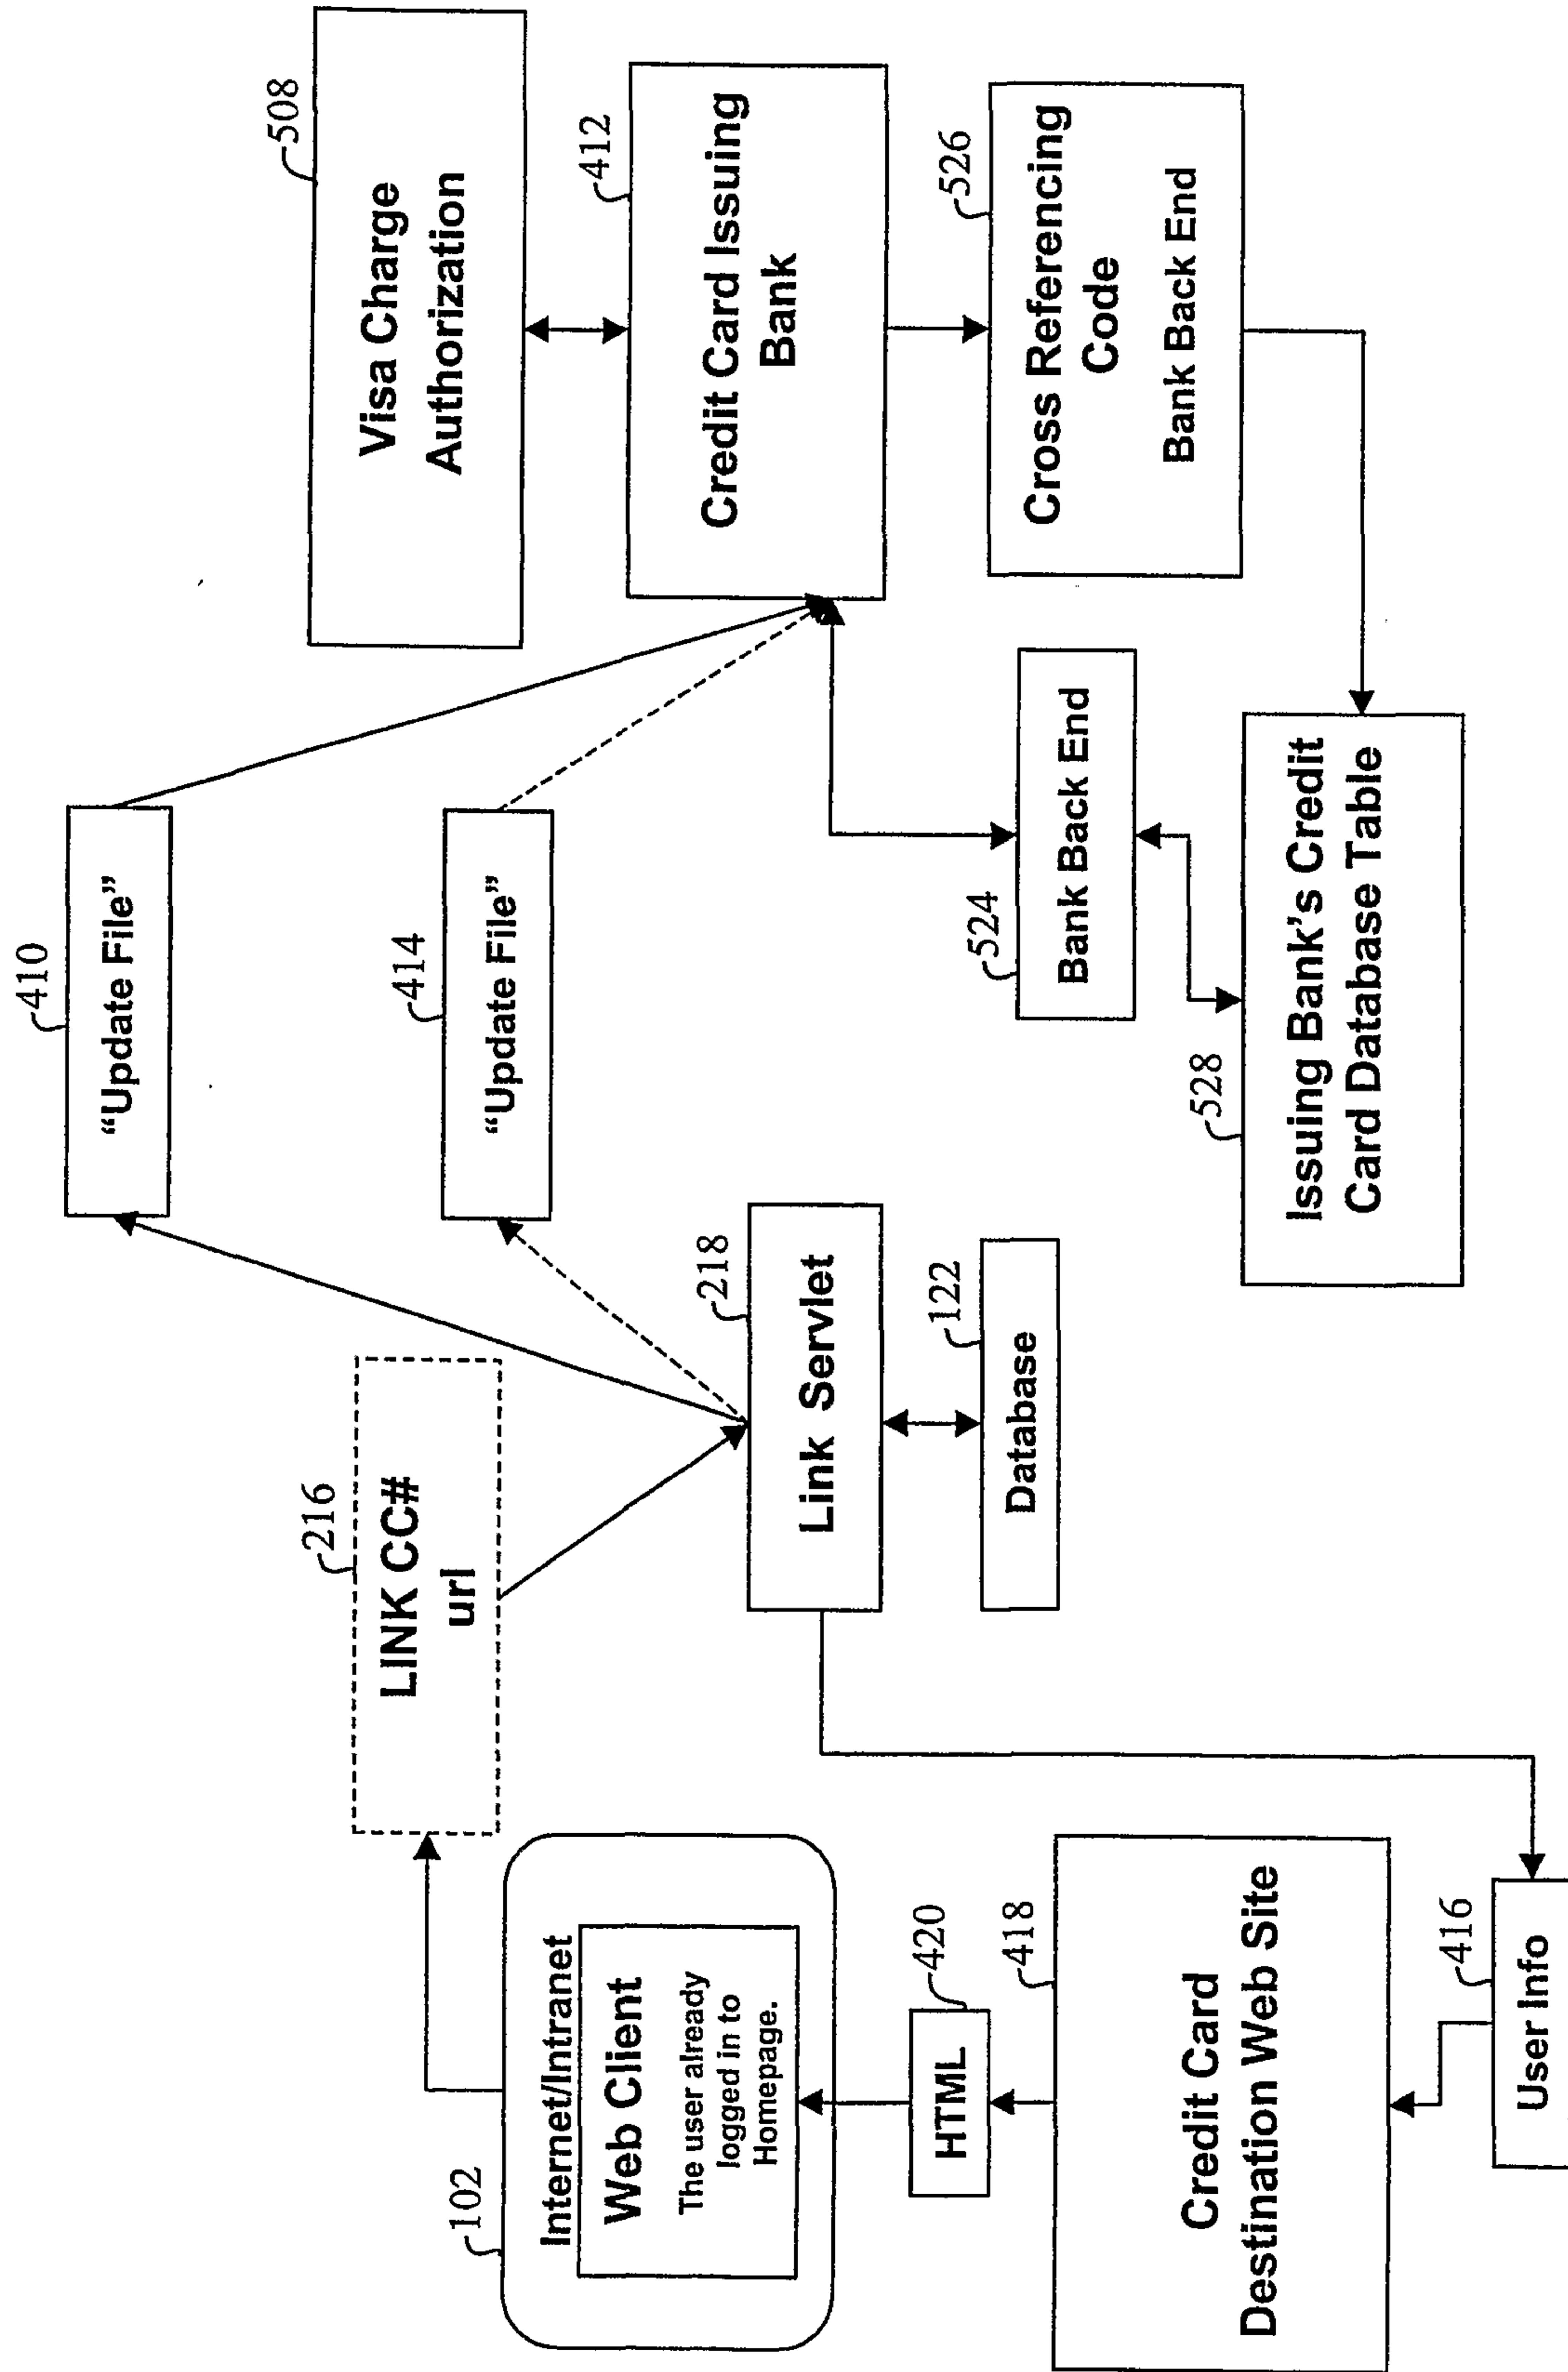 410
"Update File"
508
Visa Charge
Authorization
216
LINK CC#
url
414
"Update File"
412
Credit Card Issuing
Bank
102
Internet/Intranet
Web Client
The user already
logged in to
Homepage.
218
Link Servlet
524
Bank Back End
526
Cross Referencing
Code
Bank Back End
420
HTML
122
Database
418
Credit Card
Destination Web Site
528
Issuing Bank's Credit
Card Database Table
416
User Info